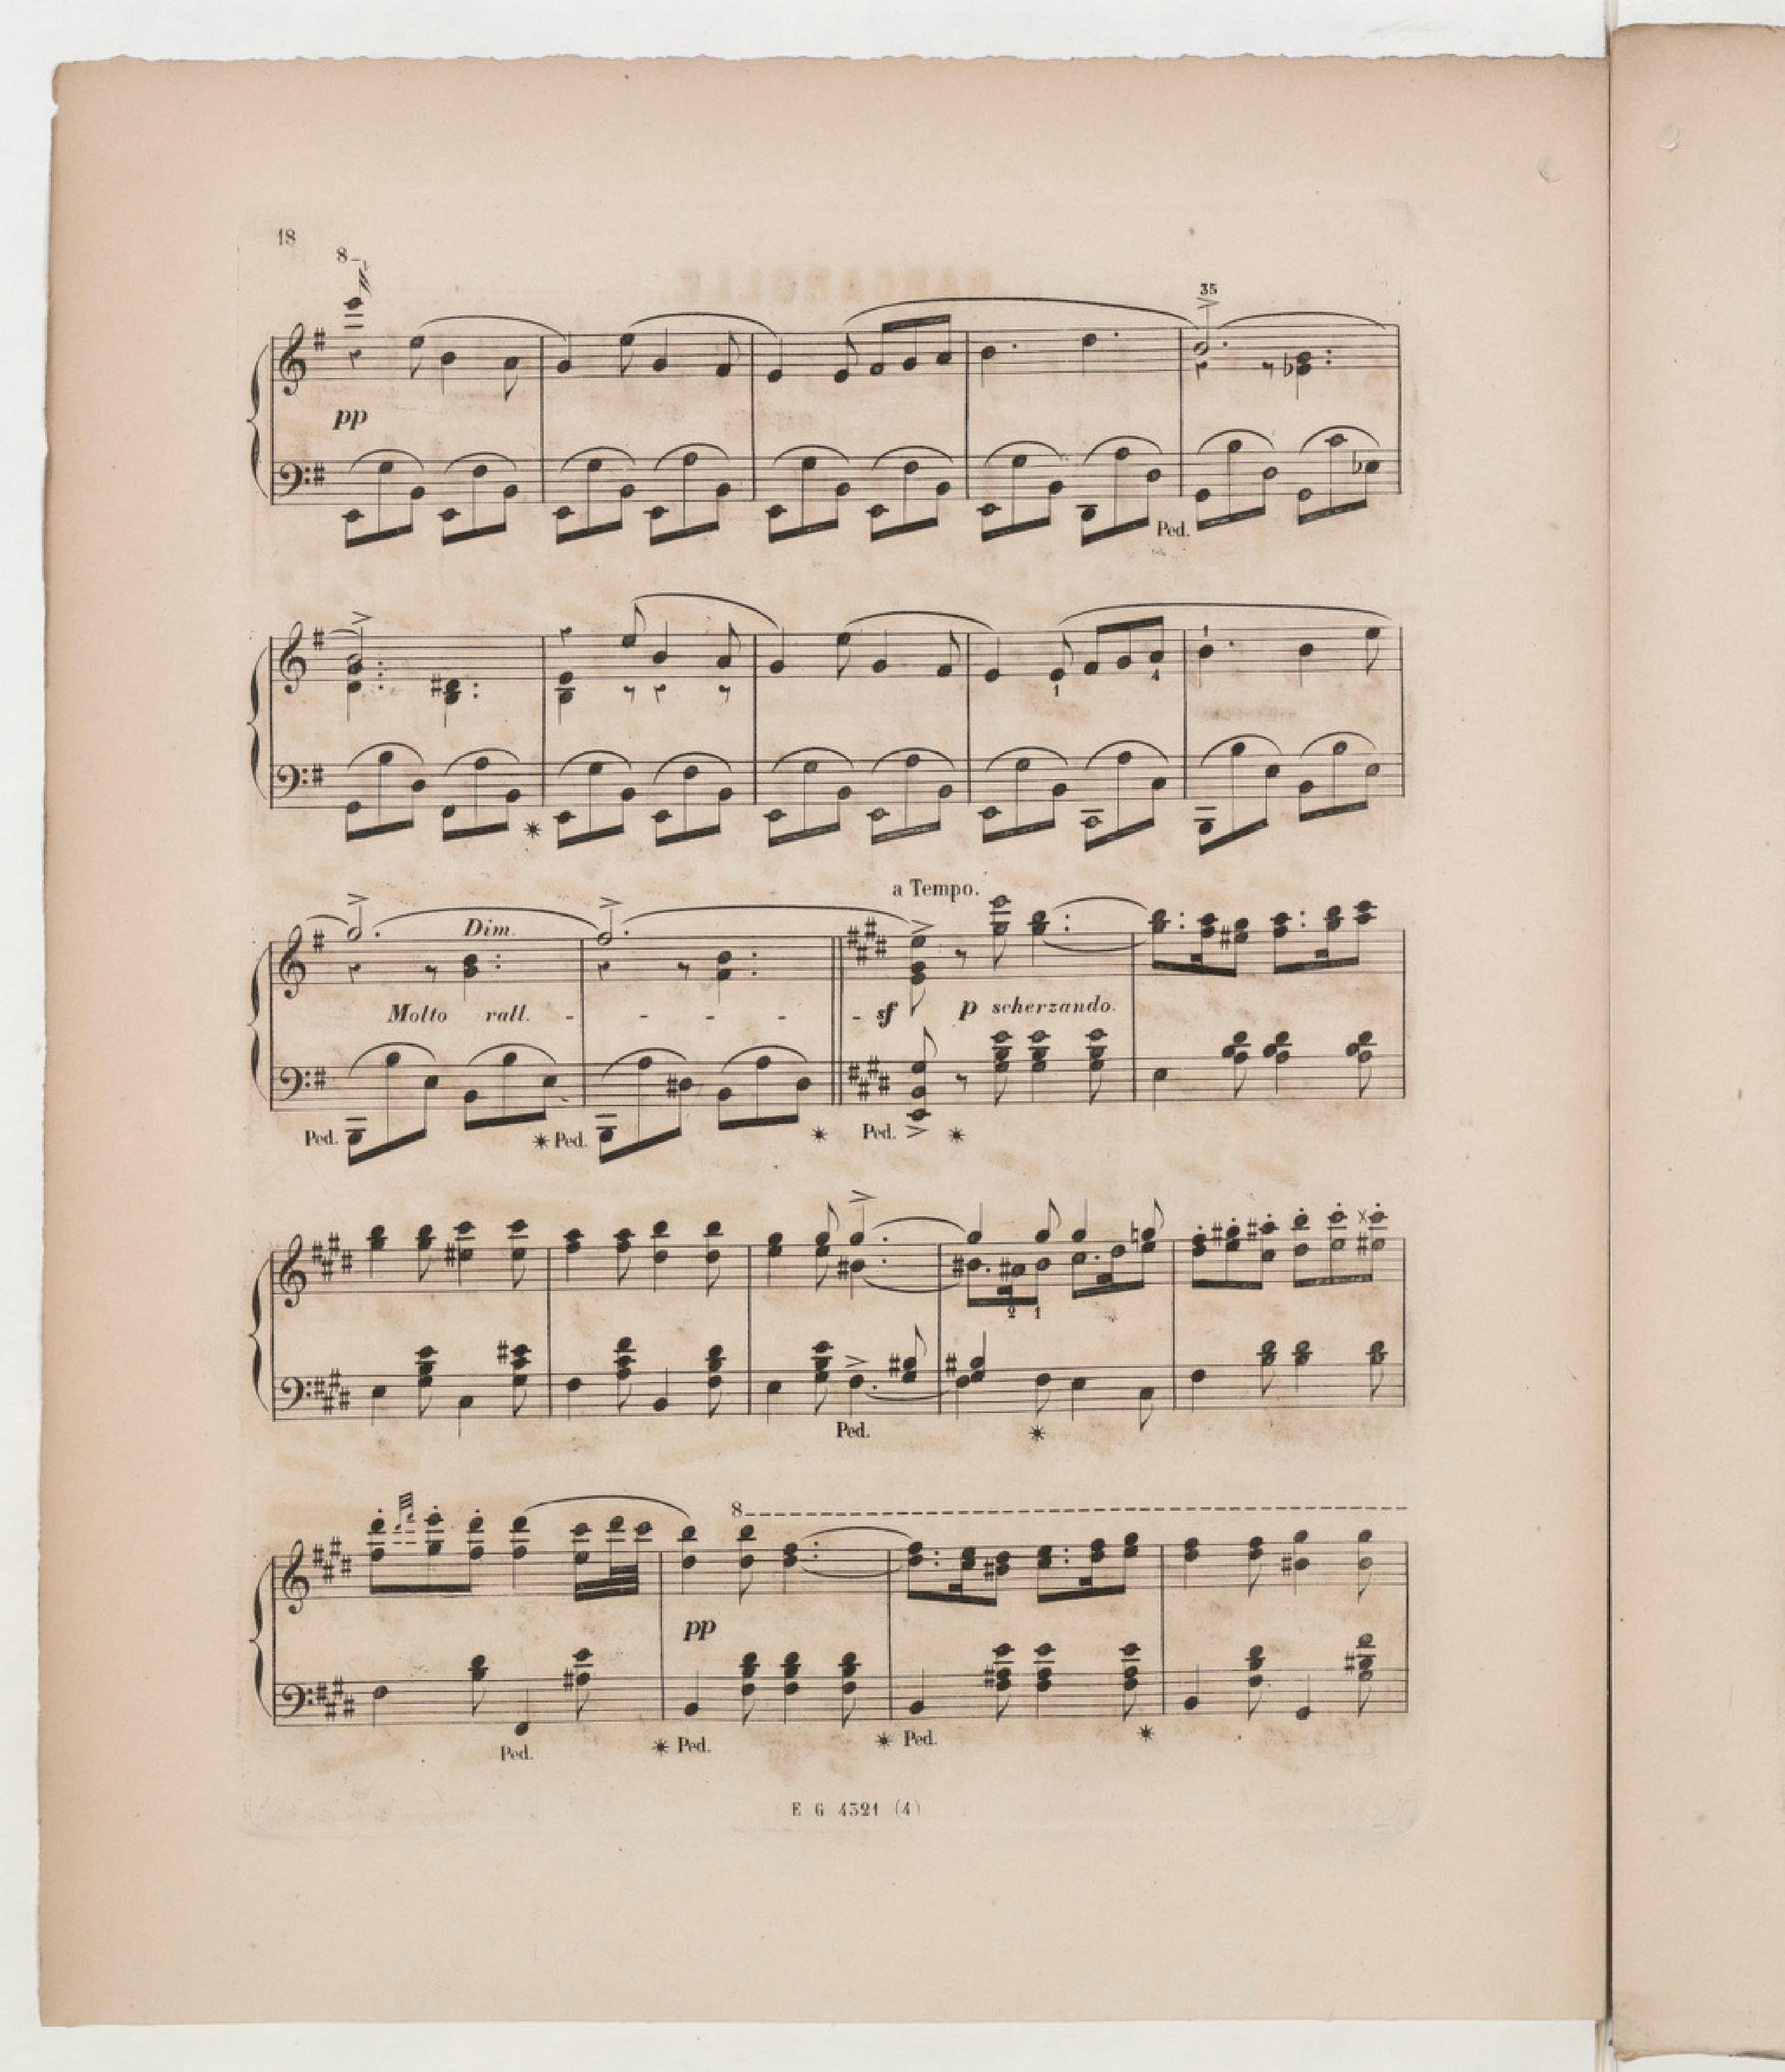 18
8
35
pp
Ped.
1
4
1
a Tempo.
Dim.
Molto rall.
sf p scherzando.
Ped. Ped. Ped.
2 1
Ped.
8
pp
Ped. Ped. Ped.
E G 4321 (4)